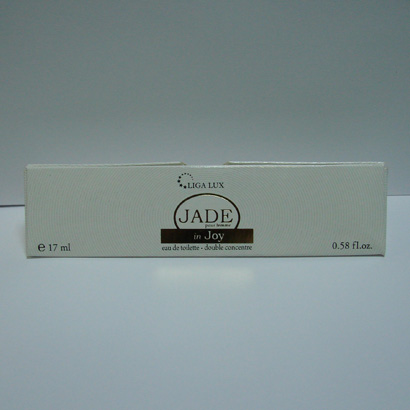 LIGA LUX
JADE
pour femme
in Joy
eau de toilette - double concentre
℮ 17 ml
0.58 fl.oz.